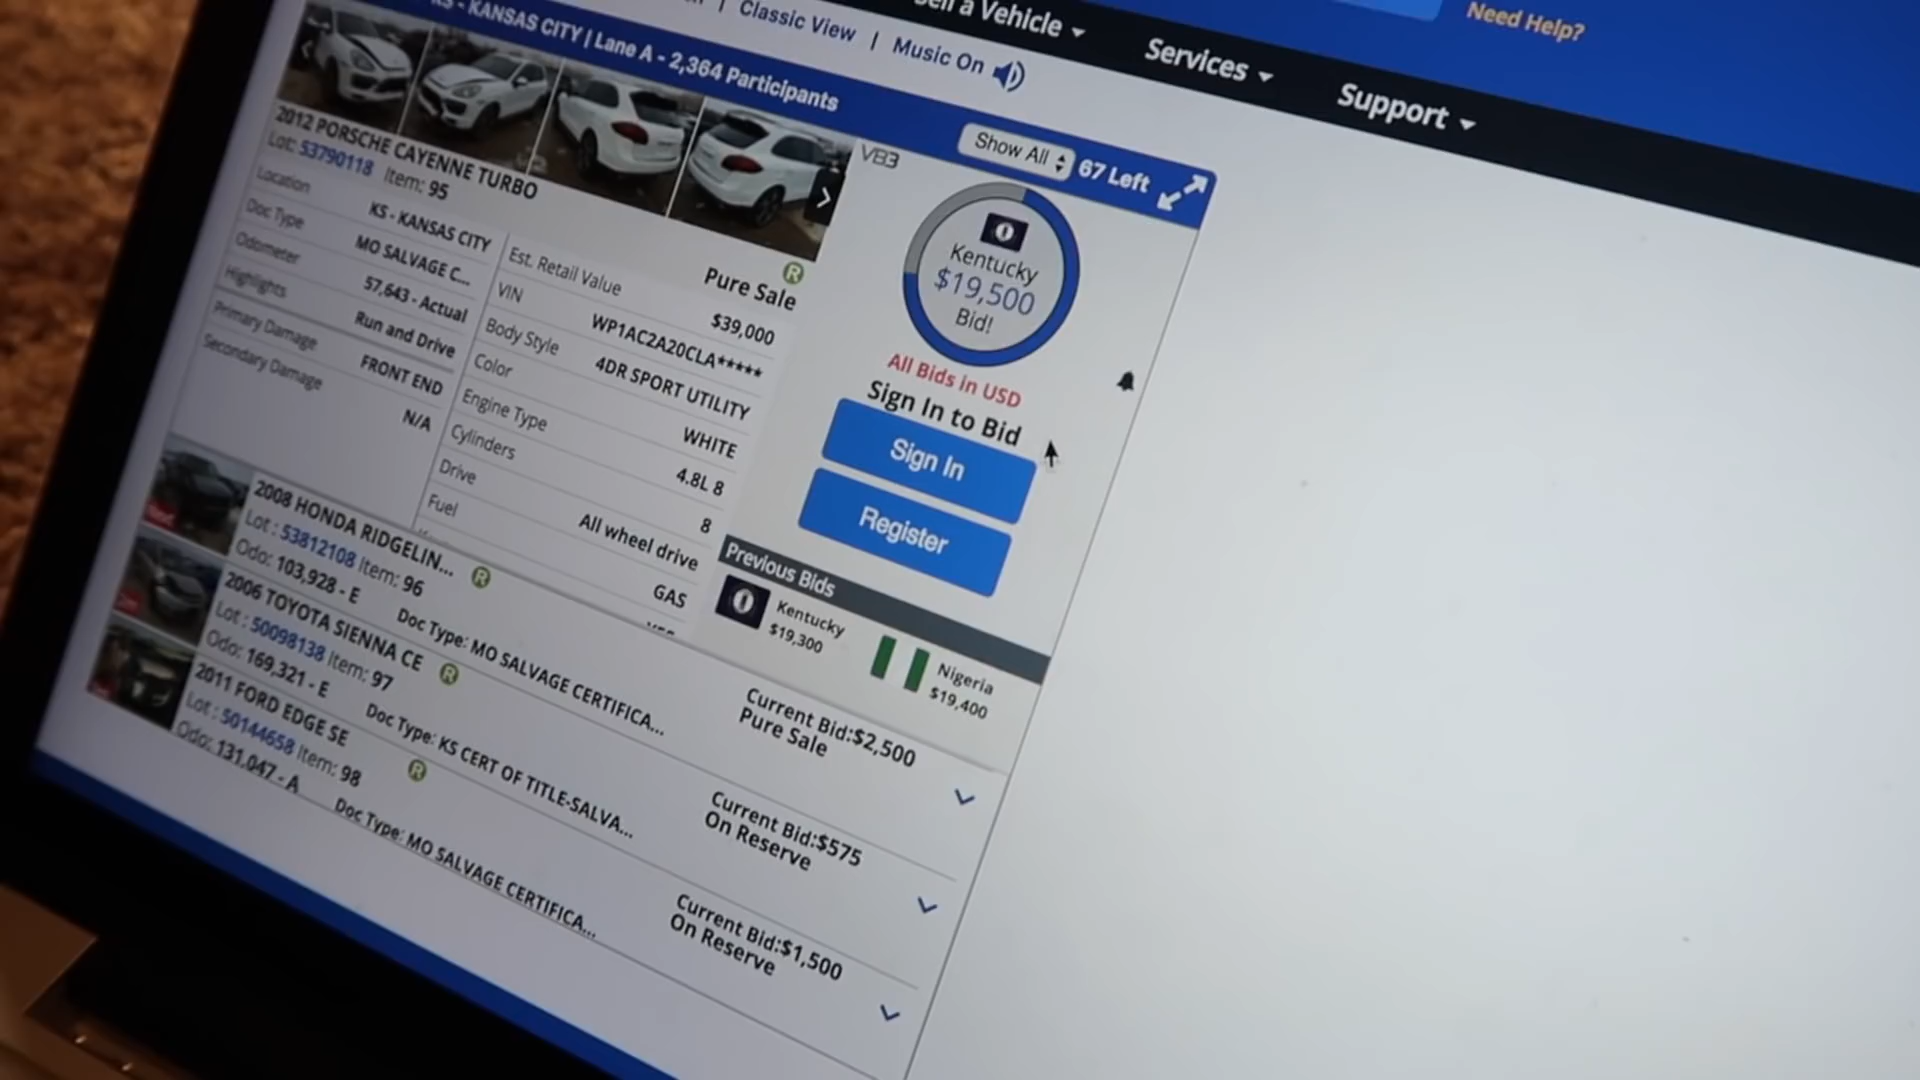 Need Help?
Sell a Vehicle
Services
Support
| Classic View | Music On
KS - KANSAS CITY | Lane A - 2,364 Participants
Show All
67 Left
VB3
2012 PORSCHE CAYENNE TURBO
Lot: 53790118 Item: 95
Location KS - KANSAS CITY
Doc Type MO SALVAGE C...
Odometer 57,643 - Actual
Highlights Run and Drive
Primary Damage FRONT END
Secondary Damage N/A
Pure Sale
R
Est. Retail Value $39,000
VIN WP1AC2A20CLA*****
Body Style 4DR SPORT UTILITY
Color WHITE
Engine Type 4.8L 8
Cylinders 8
Drive All wheel drive
Fuel GAS
Kentucky
$19,500
Bid!
All Bids in USD
Sign In to Bid
Sign In
Register
Previous Bids
Kentucky
$19,300
Nigeria
$19,400
2008 HONDA RIDGELIN... R
Lot : 53812108 Item: 96
Odo: 103,928 - E
Doc Type: MO SALVAGE CERTIFICA...
Current Bid:$2,500
Pure Sale
2006 TOYOTA SIENNA CE R
Lot : 50098138 Item: 97
Odo: 169,321 - E
Doc Type: KS CERT OF TITLE-SALVA...
Current Bid:$575
On Reserve
2011 FORD EDGE SE R
Lot : 50144658 Item: 98
Odo: 131,047 - A
Doc Type: MO SALVAGE CERTIFICA...
Current Bid:$1,500
On Reserve